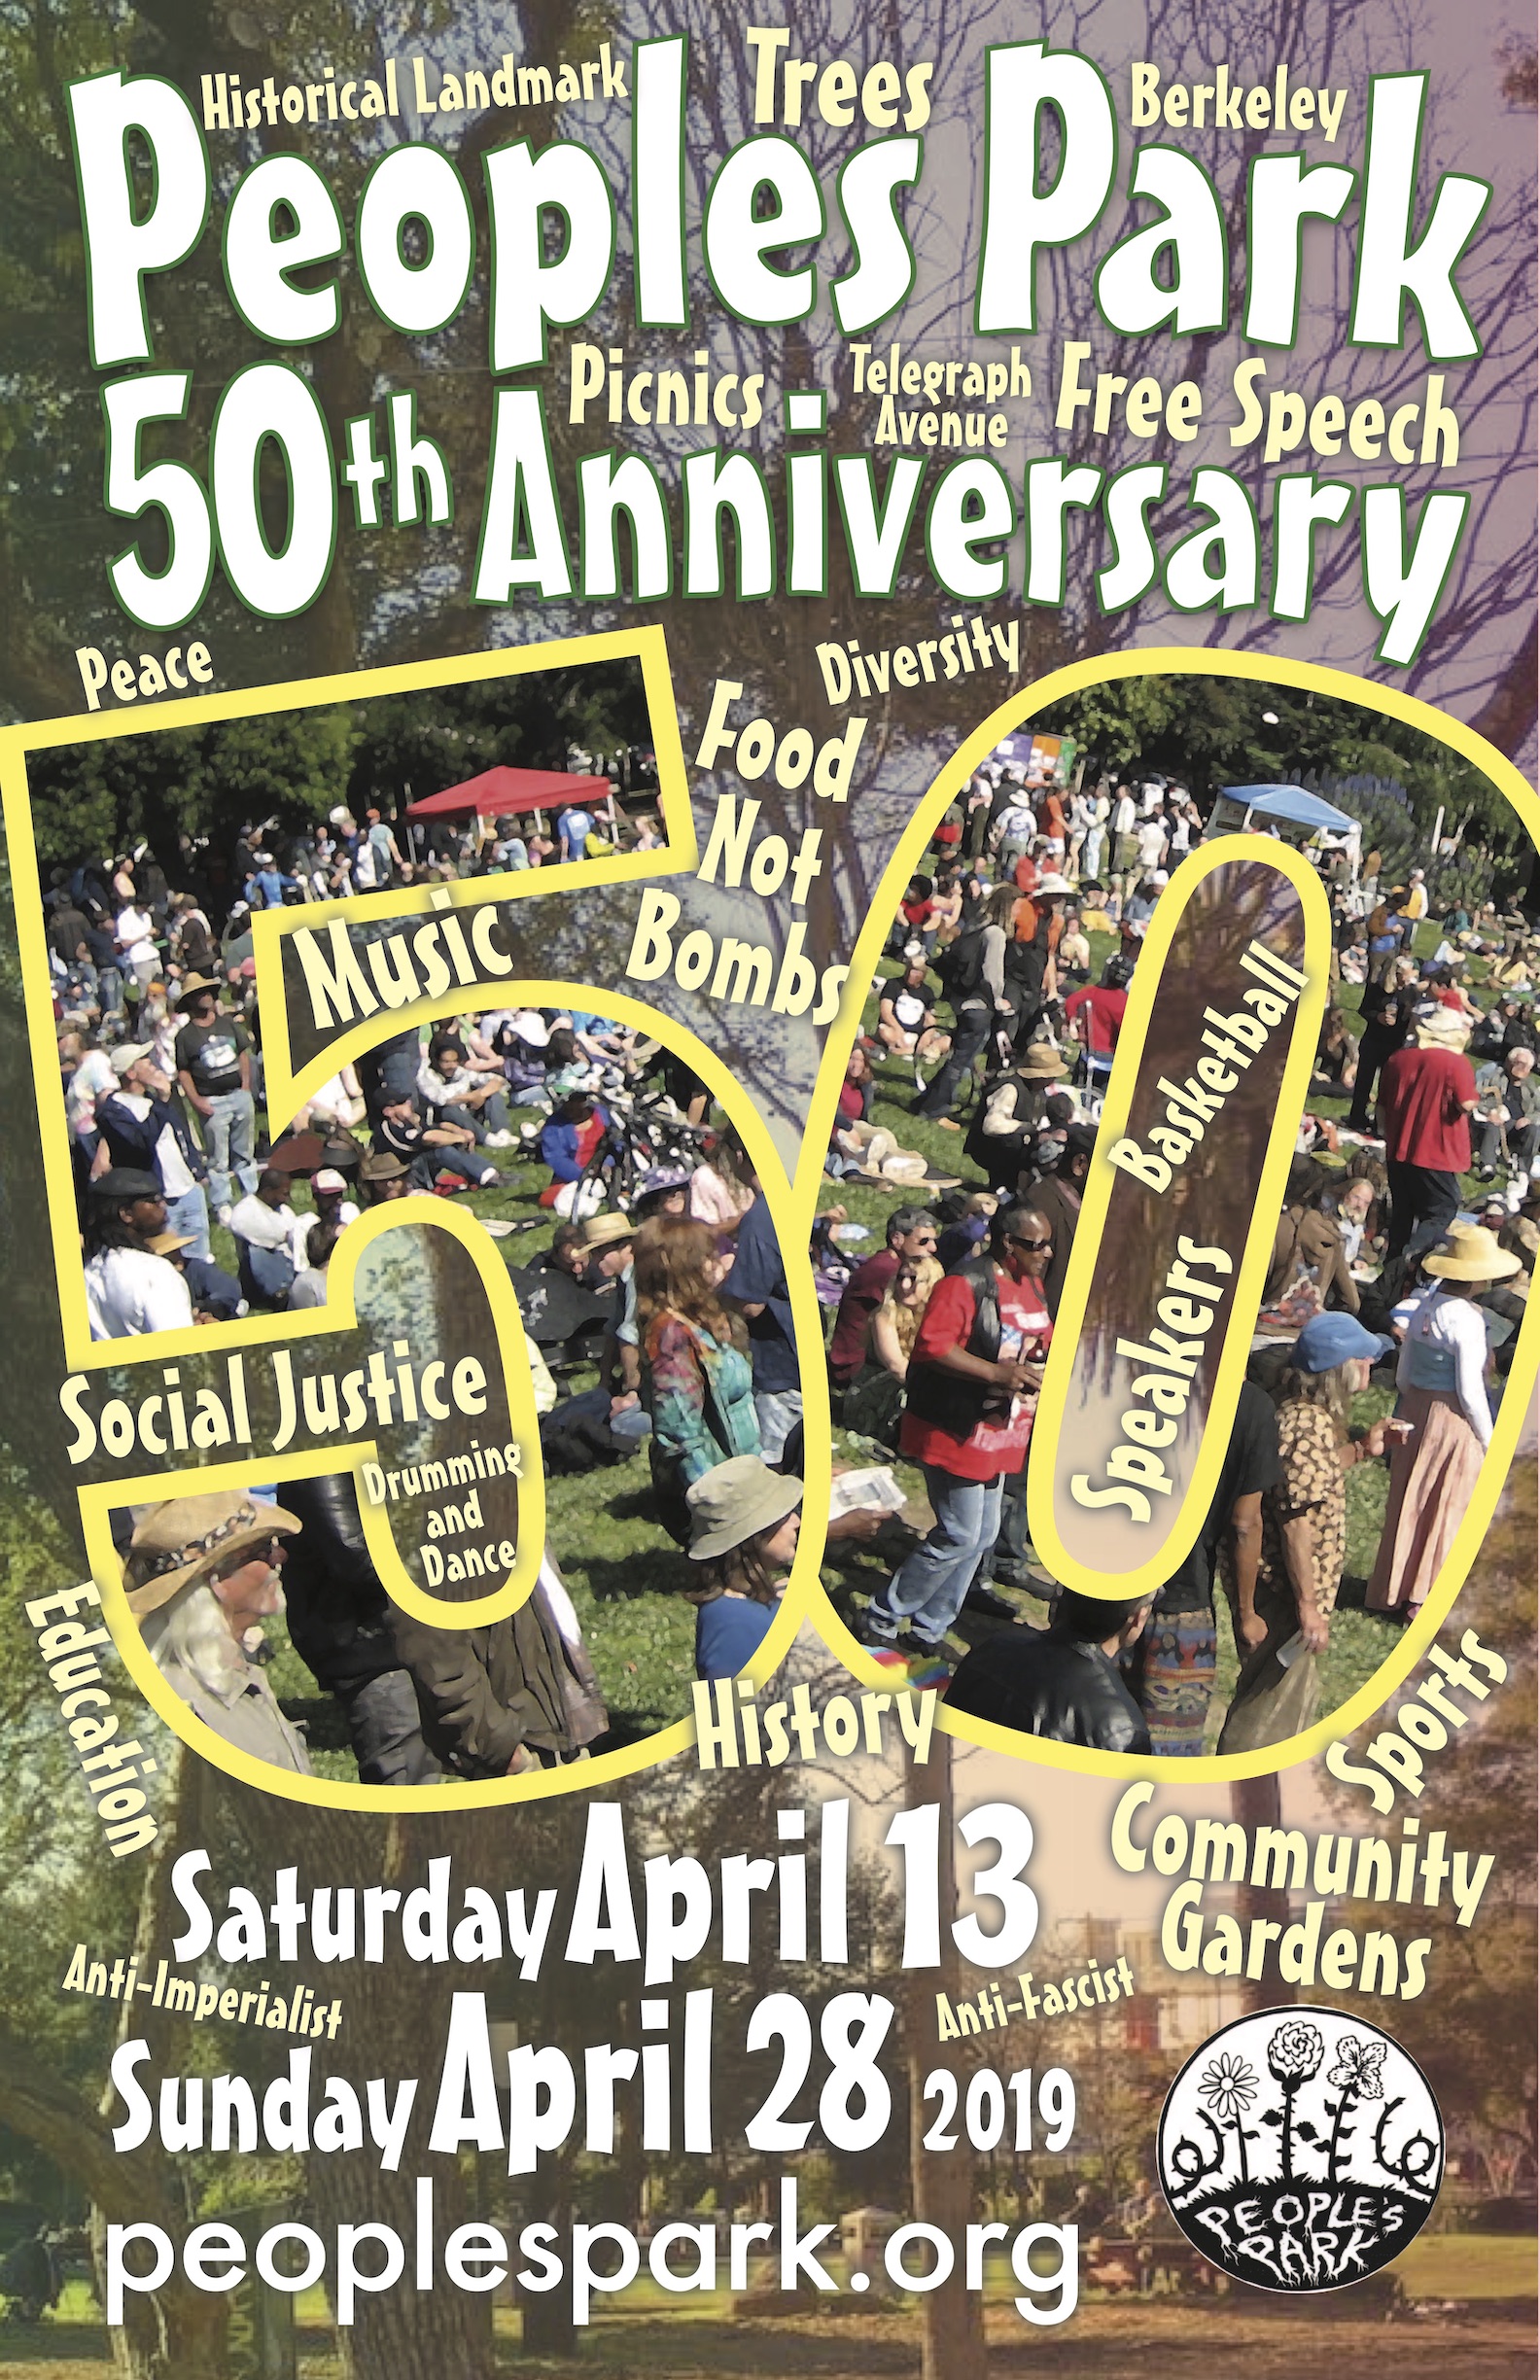 Historical Landmark
Trees
Berkeley
Peoples Park
Picnics
Telegraph
Avenue
Free Speech
50th Anniversary
Peace
Diversity
Food
Not
Bombs
Music
Basketball
Speakers
Social Justice
Drumming
and
Dance
Education
History
Sports
Community
Gardens
Saturday April 13
Anti-Imperialist
Anti-Fascist
Sunday April 28 2019
peoplespark.org
PEOPLE'S
PARK